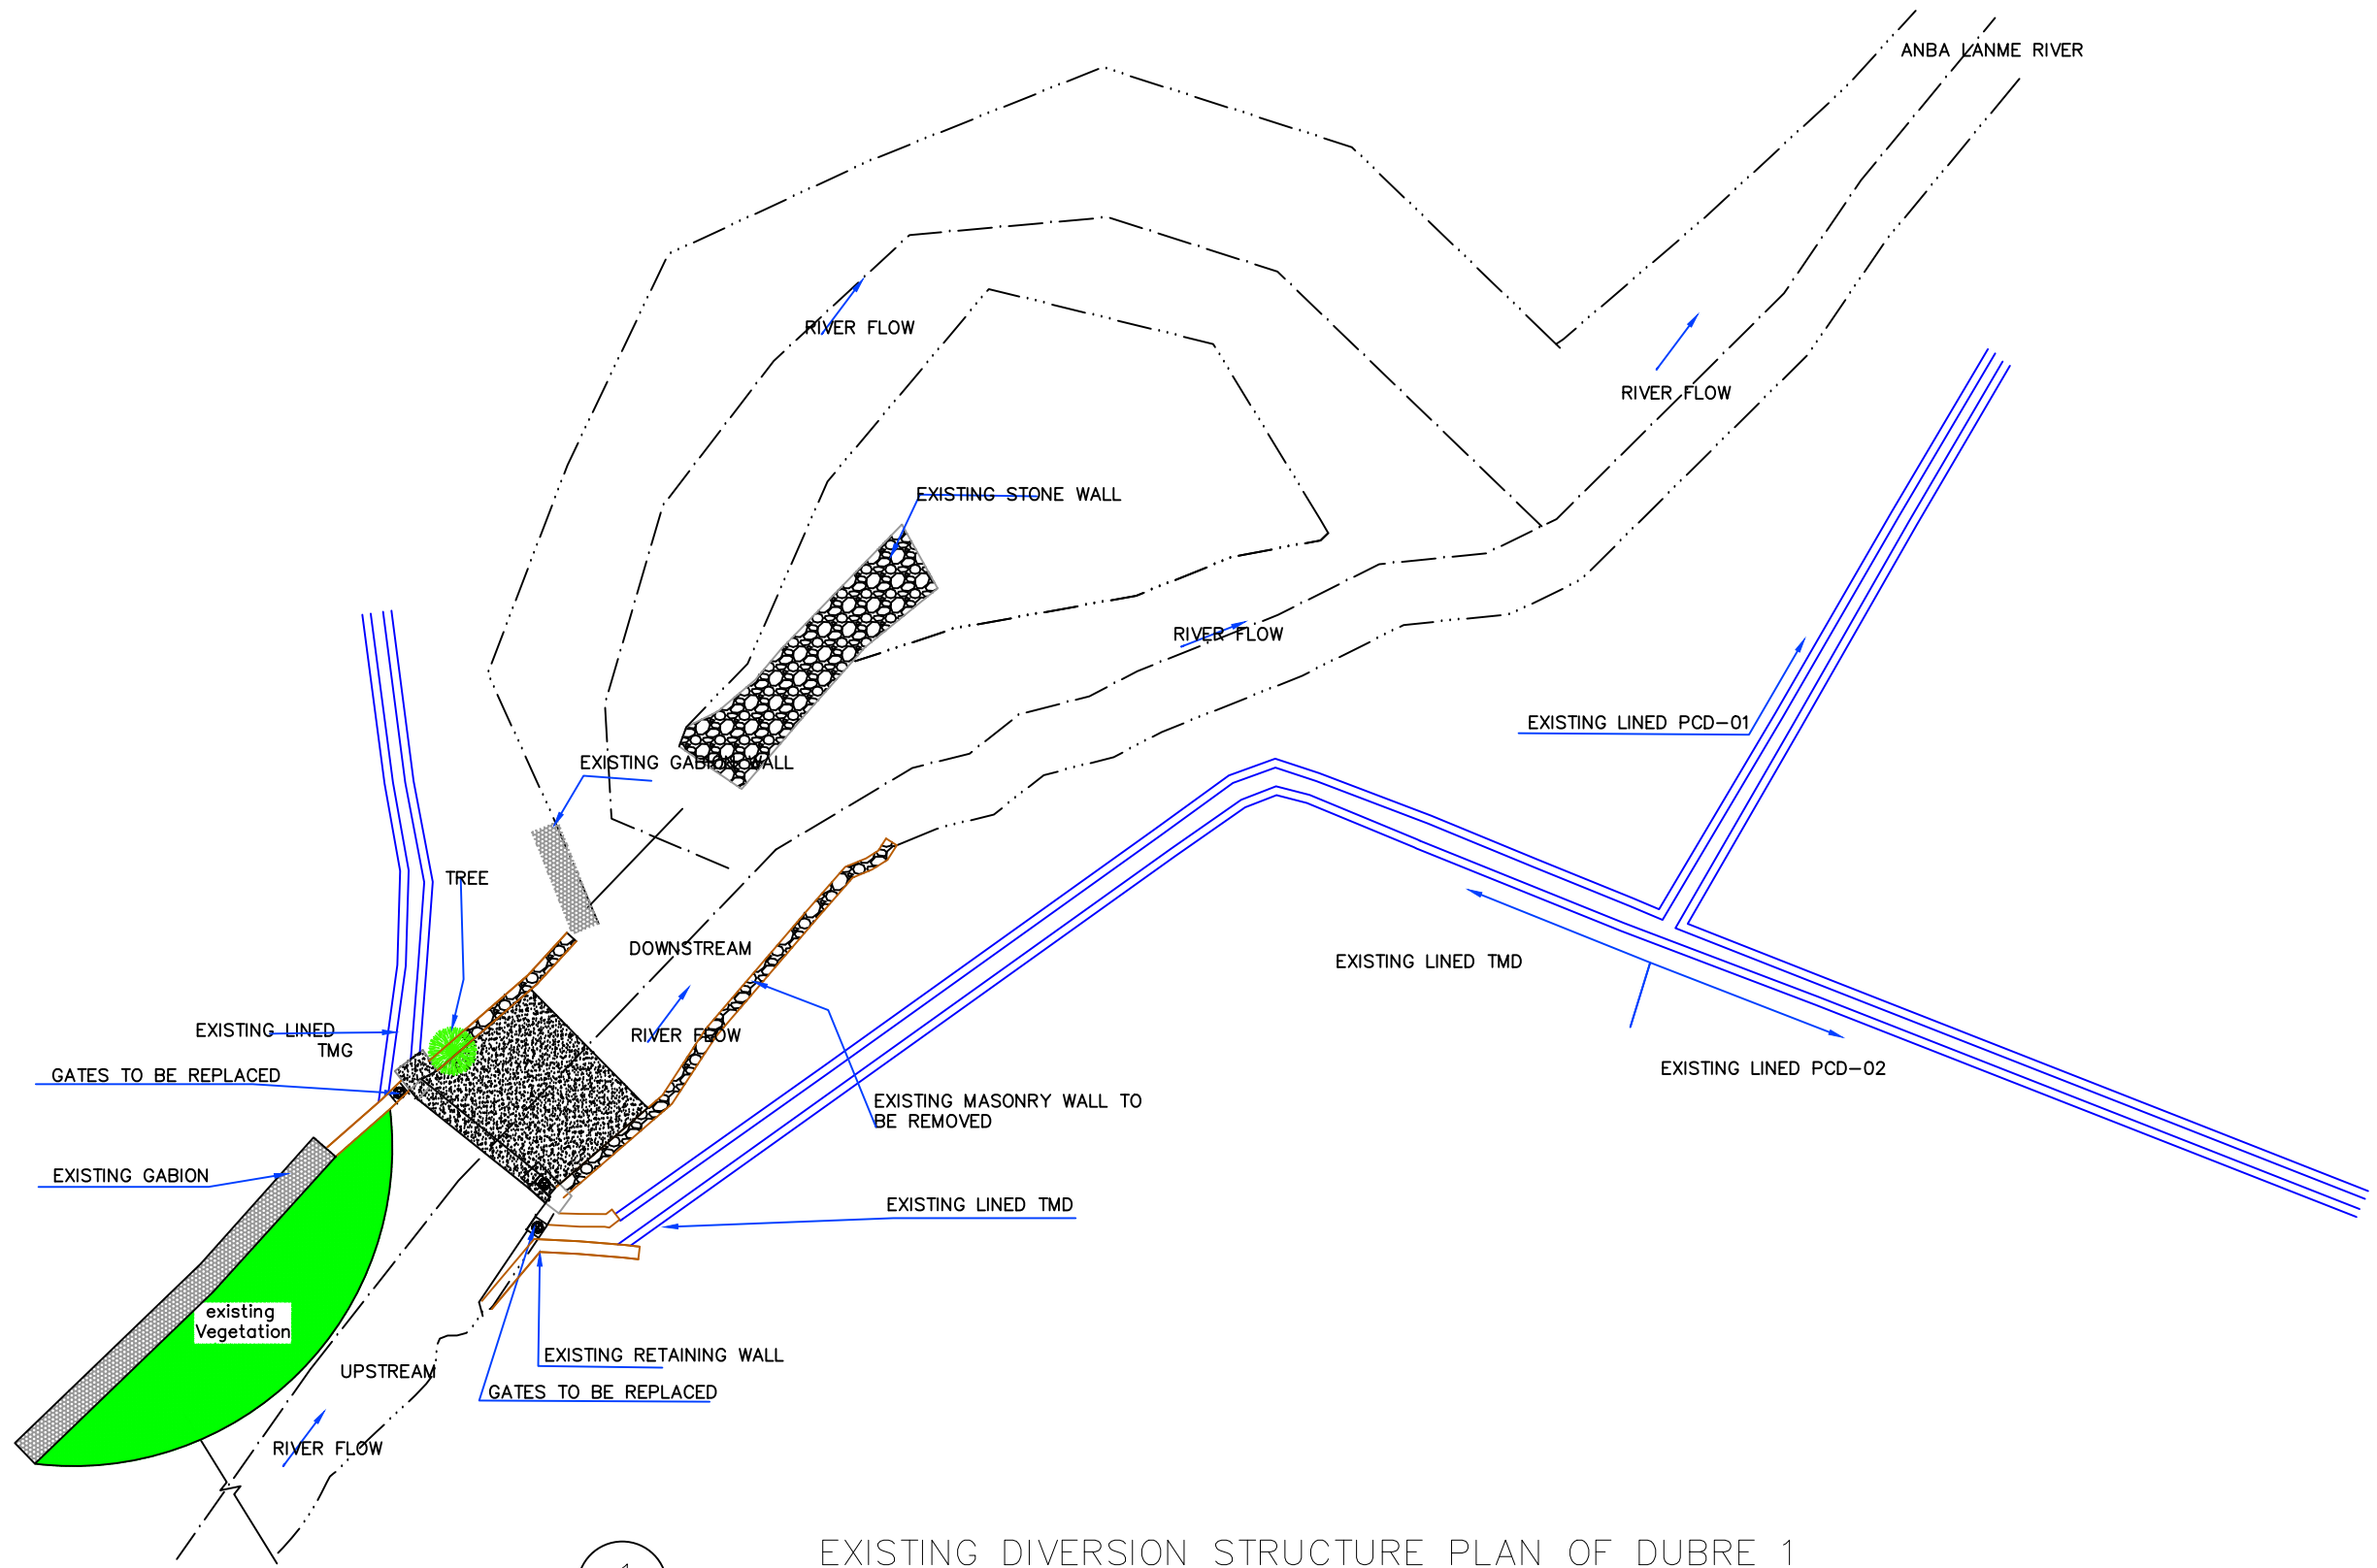 ANBA LANME RIVER
RIVER FLOW
RIVER FLOW
EXISTING STONE WALL
RIVER FLOW
EXISTING LINED PCD-01
EXISTING GABION WALL
TREE
DOWNSTREAM
EXISTING LINED TMD
EXISTING LINED
TMG
RIVER FLOW
EXISTING LINED PCD-02
GATES TO BE REPLACED
EXISTING MASONRY WALL TO
BE REMOVED
EXISTING GABION
EXISTING LINED TMD
existing
Vegetation
EXISTING RETAINING WALL
UPSTREAM
GATES TO BE REPLACED
RIVER FLOW
EXISTING DIVERSION STRUCTURE PLAN OF DUBRE 1